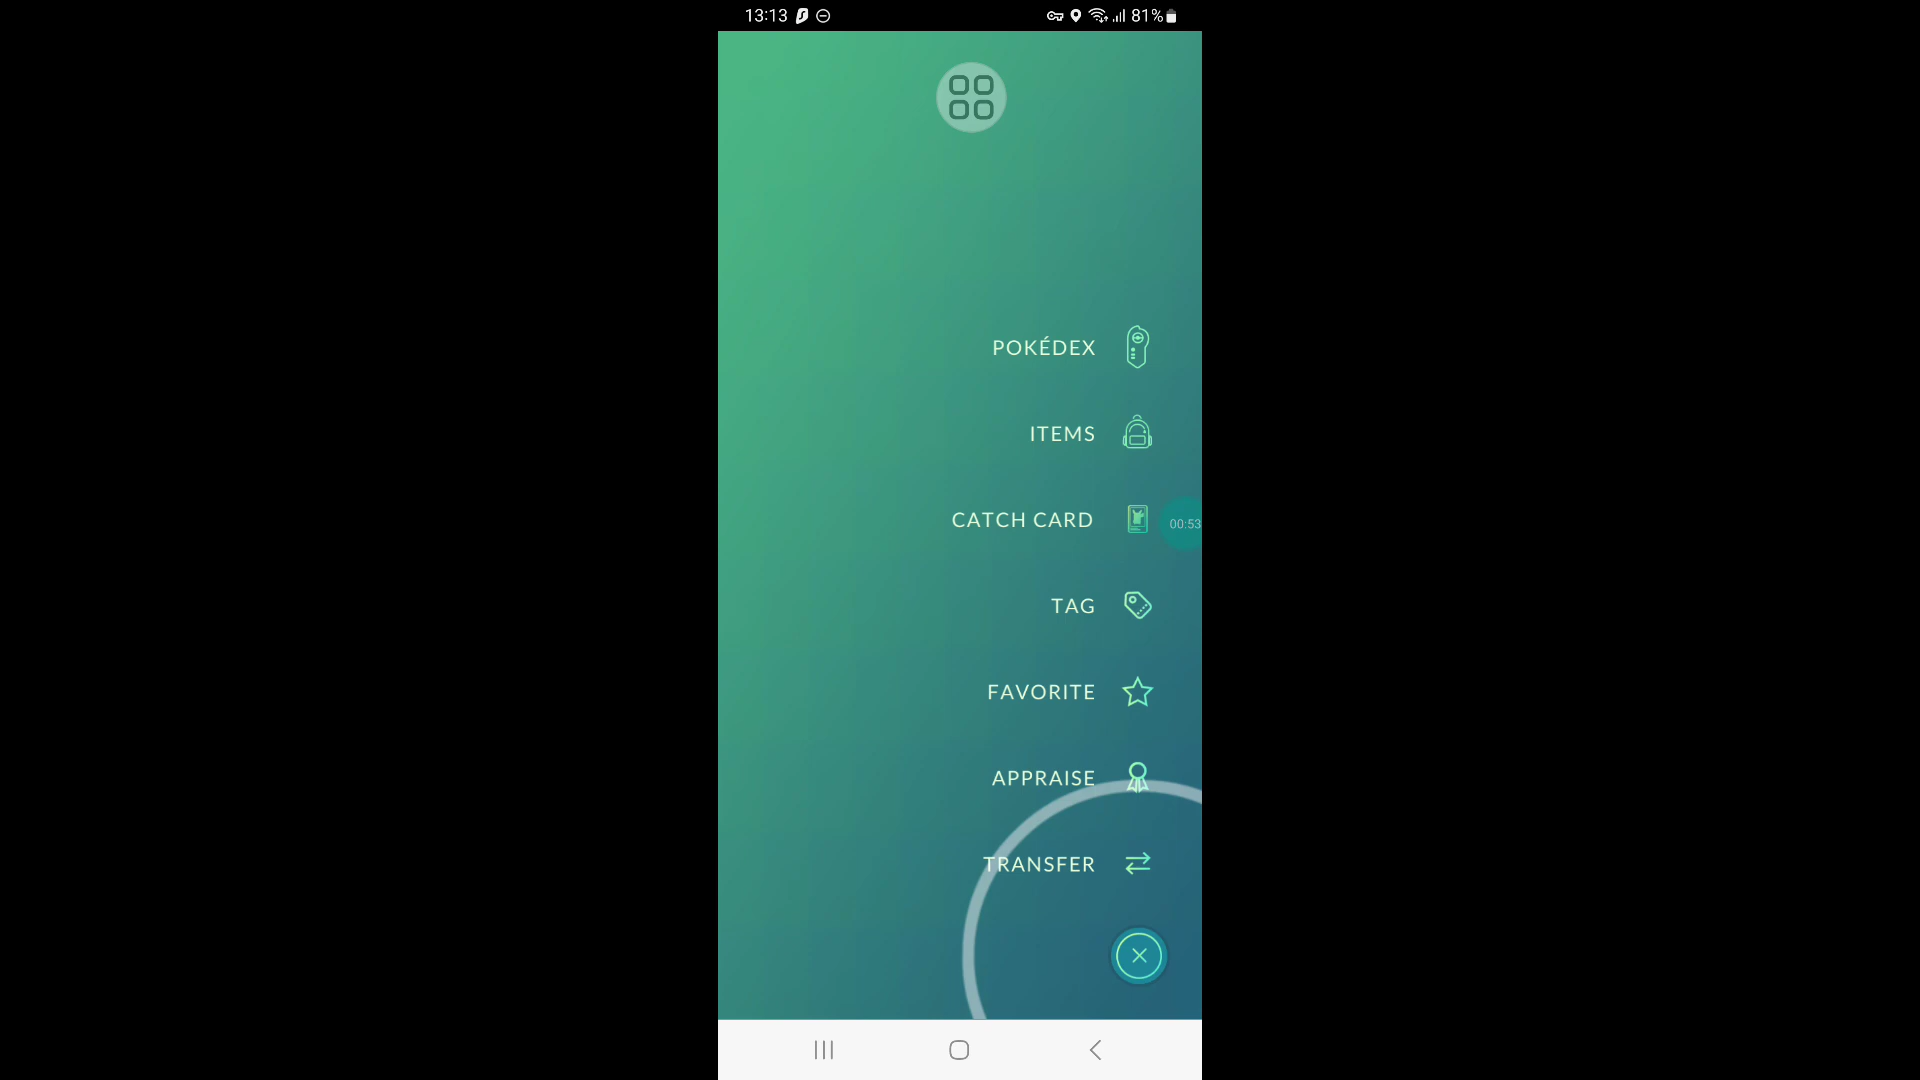 13:13 81%
POKÉDEX
ITEMS
CATCH CARD
00:53
TAG
FAVORITE
APPRAISE
TRANSFER